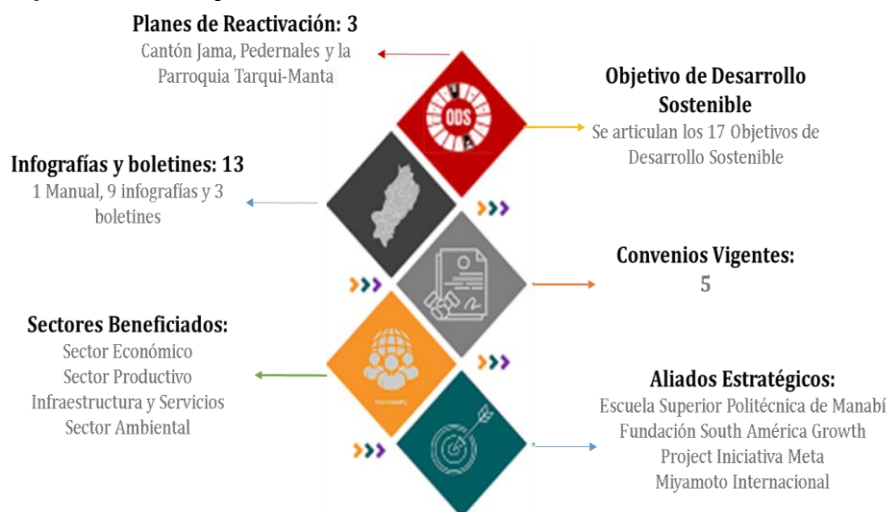 Planes de Reactivación: 3
Cantón Jama, Pedernales y la
Parroquia Tarqui-Manta
ODS
Objetivo de Desarrollo
Sostenible
Se articulan los 17 Objetivos de
Desarrollo Sostenible
Infografías y boletines: 13
1 Manual, 9 infografías y 3
boletines
Convenios Vigentes:
5
Sectores Beneficiados:
Sector Económico
Sector Productivo
Infraestructura y Servicios
Sector Ambiental
Aliados Estratégicos:
Escuela Superior Politécnica de Manabí
Fundación South América Growth
Project Iniciativa Meta
Miyamoto Internacional